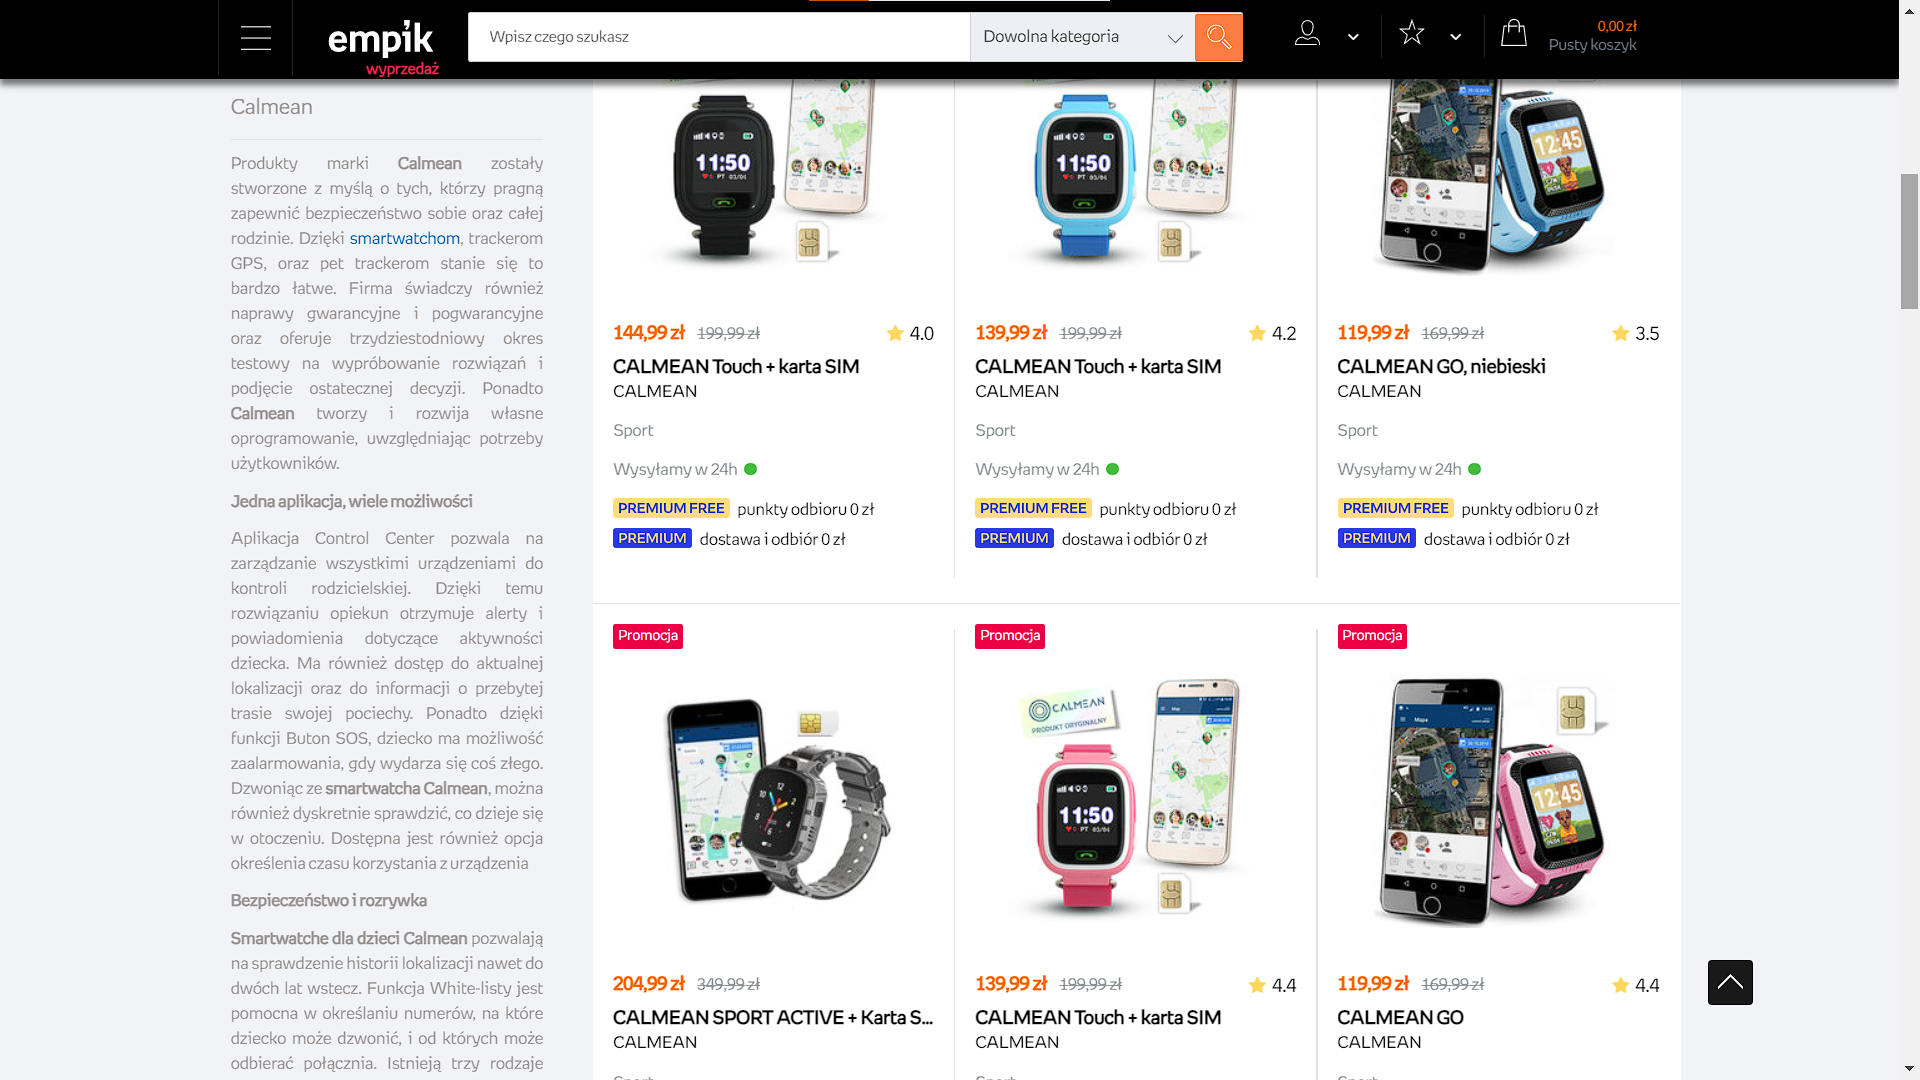 empik
wyprzedaż
Wpisz czego szukasz
Dowolna kategoria
0,00 zł
Pusty koszyk
Calmean
Produkty marki Calmean zostały
stworzone z myślą o tych, którzy pragną
zapewnić bezpieczeństwo sobie oraz całej
rodzinie. Dzięki smartwatchom, trackerom
GPS, oraz pet trackerom stanie się to
bardzo łatwe. Firma świadczy również
naprawy gwarancyjne i pogwarancyjne
oraz oferuje trzydziestodniowy okres
testowy na wypróbowanie rozwiązań i
podjęcie ostatecznej decyzji. Ponadto
Calmean tworzy i rozwija własne
oprogramowanie, uwzględniając potrzeby
użytkowników.
Jedna aplikacja, wiele możliwości
Aplikacja Control Center pozwala na
zarządzanie wszystkimi urządzeniami do
kontroli rodzicielskiej. Dzięki temu
rozwiązaniu opiekun otrzymuje alerty i
powiadomienia dotyczące aktywności
dziecka. Ma również dostęp do aktualnej
lokalizacji oraz do informacji o przebytej
trasie swojej pociechy. Ponadto dzięki
funkcji Buton SOS, dziecko ma możliwość
zaalarmowania, gdy wydarza się coś złego.
Dzwoniąc ze smartwatcha Calmean, można
również dyskretnie sprawdzić, co dzieje się
w otoczeniu. Dostępna jest również opcja
określenia czasu korzystania z urządzenia
Bezpieczeństwo i rozrywka
Smartwatche dla dzieci Calmean pozwalają
na sprawdzenie historii lokalizacji nawet do
dwóch lat wstecz. Funkcja White-listy jest
pomocna w określaniu numerów, na które
dziecko może dzwonić, i od których może
odbierać połączenia. Istnieją trzy rodzaje
11:50
PT 03/04
144,99 zł 199,99 zł 4.0
CALMEAN Touch + karta SIM
CALMEAN
Sport
Wysyłamy w 24h
PREMIUM FREE punkty odbioru 0 zł
PREMIUM dostawa i odbiór 0 zł
11:50
PT 03/04
139,99 zł 199,99 zł 4.2
CALMEAN Touch + karta SIM
CALMEAN
Sport
Wysyłamy w 24h
PREMIUM FREE punkty odbioru 0 zł
PREMIUM dostawa i odbiór 0 zł
12:45
119,99 zł 169,99 zł 3.5
CALMEAN GO, niebieski
CALMEAN
Sport
Wysyłamy w 24h
PREMIUM FREE punkty odbioru 0 zł
PREMIUM dostawa i odbiór 0 zł
Promocja
204,99 zł 349,99 zł
CALMEAN SPORT ACTIVE + Karta S...
CALMEAN
Sport
Promocja
CALMEAN
PRODUKT ORYGINALNY
11:50
PT 03/04
139,99 zł 199,99 zł 4.4
CALMEAN Touch + karta SIM
CALMEAN
Sport
Promocja
Mapa
12:45
119,99 zł 169,99 zł 4.4
CALMEAN GO
CALMEAN
Sport